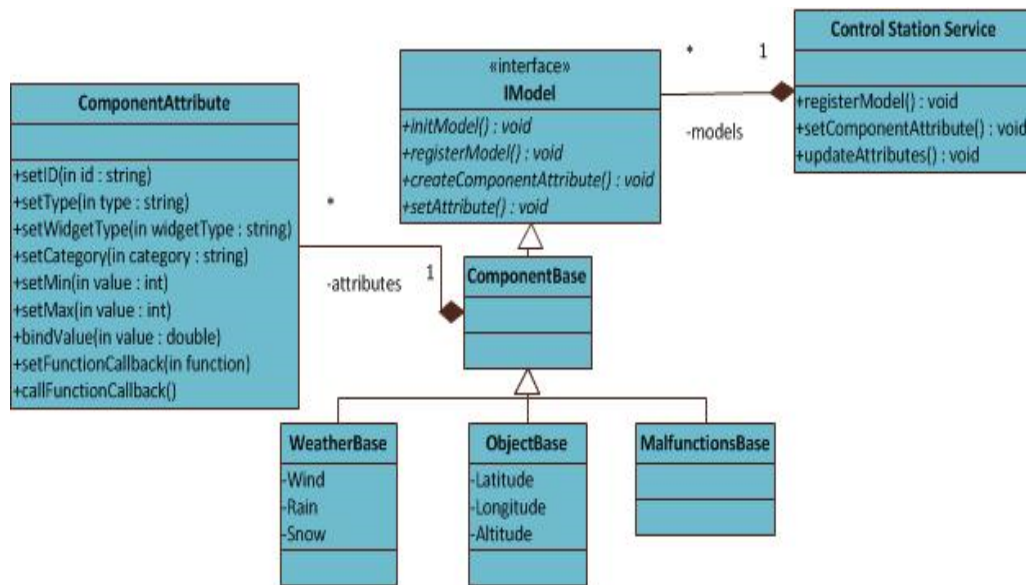 ComponentAttribute
+setID(in id : string)
+setType(in type : string)
+setWidgetType(in widgetType : string)
+setCategory(in category : string)
+setMin(in value : int)
+setMax(in value : int)
+bindValue(in value : double)
+setFunctionCallback(in function)
+callFunctionCallback()
*
-attributes
1
«interface»
IModel
+initModel() : void
+registerModel() : void
+createComponentAttribute() : void
+setAttribute() : void
*
1
-models
Control Station Service
+registerModel() : void
+setComponentAttribute() : void
+updateAttributes() : void
ComponentBase
WeatherBase
-Wind
-Rain
-Snow
ObjectBase
-Latitude
-Longitude
-Altitude
MalfunctionsBase